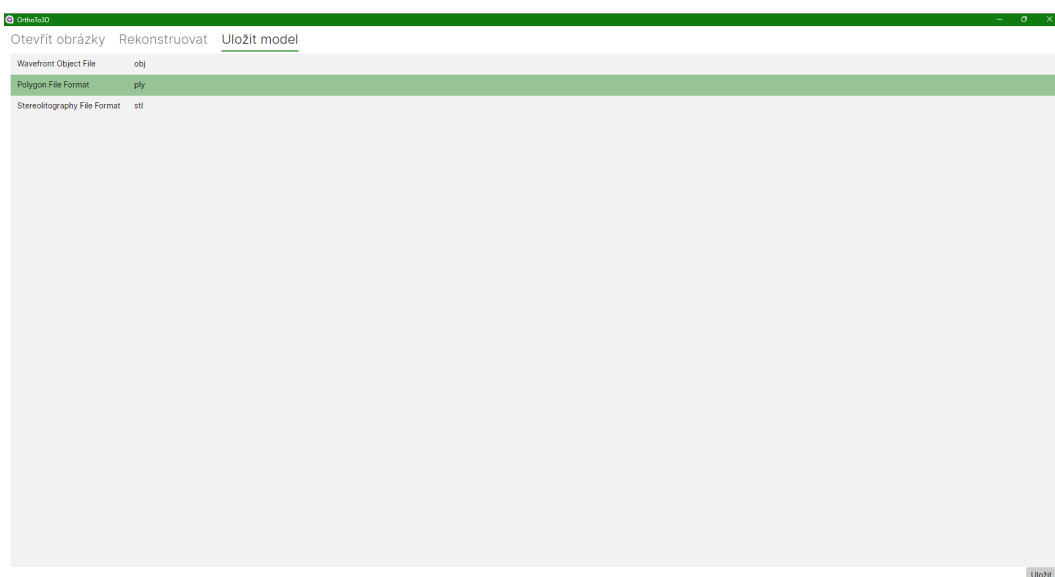 OrthoTo3D
Otevřít obrázky Rekonstruovat Uložit model
Wavefront Object File obj
Polygon File Format ply
Stereolitography File Format stl
Uložit